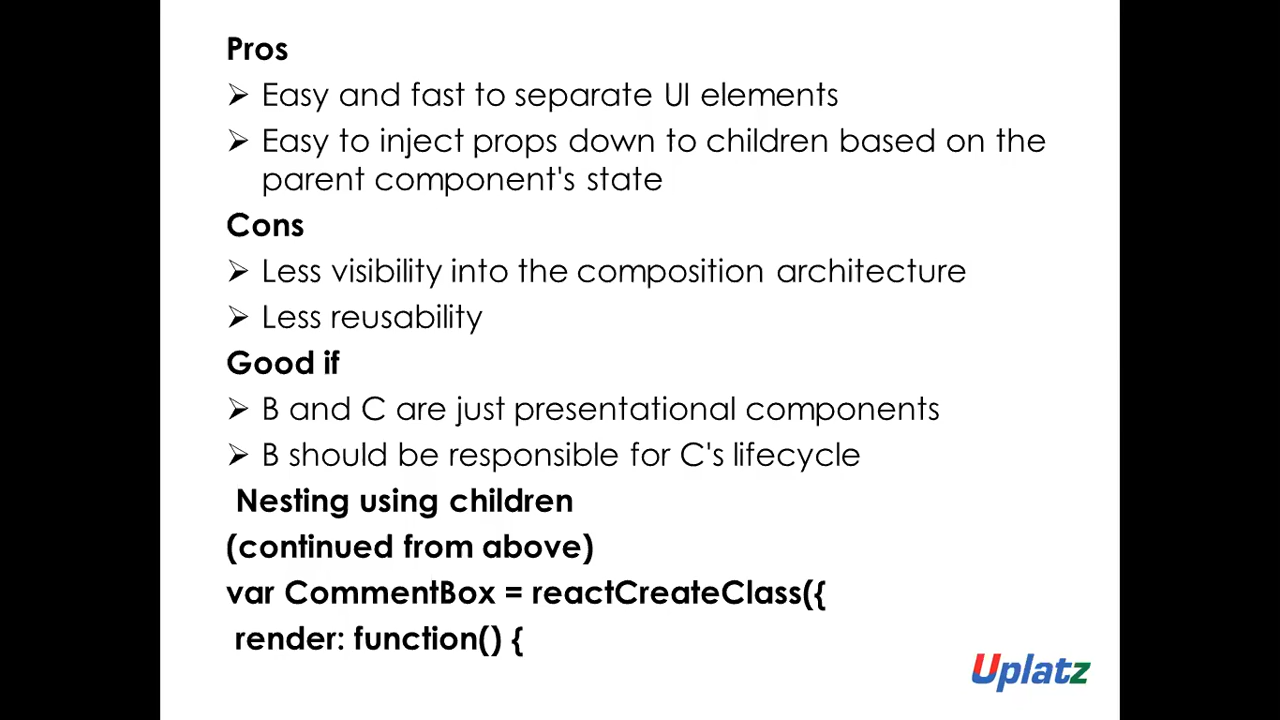 Pros
➢ Easy and fast to separate UI elements
➢ Easy to inject props down to children based on the
parent component's state
Cons
➢ Less visibility into the composition architecture
➢ Less reusability
Good if
➢ B and C are just presentational components
➢ B should be responsible for C's lifecycle
Nesting using children
(continued from above)
var CommentBox = reactCreateClass({
render: function() {
Uplatz